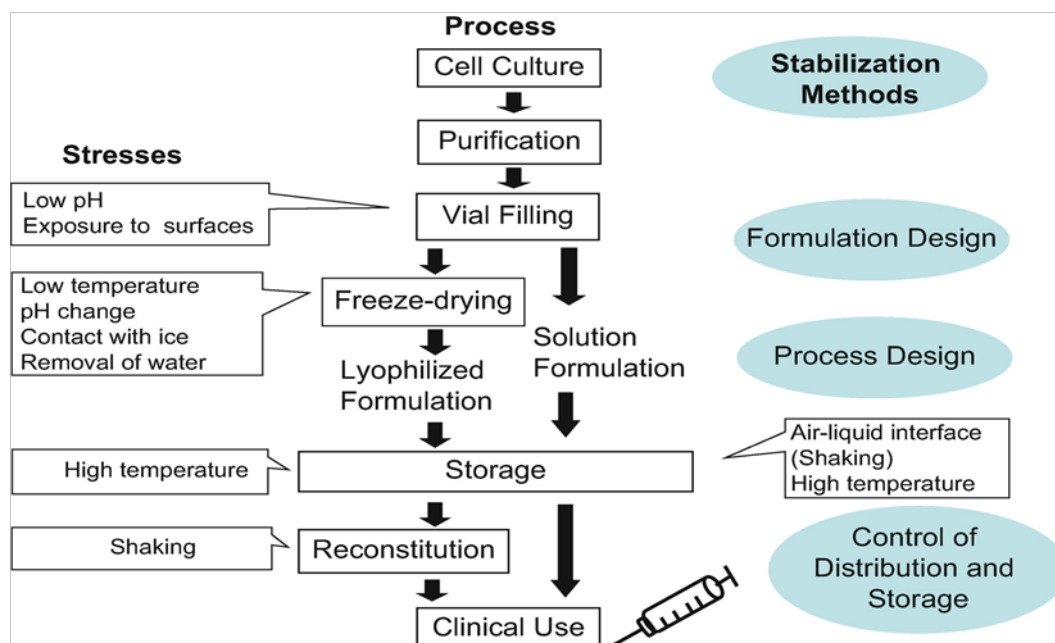 Process
Cell Culture
Stabilization
Methods
Purification
Stresses
Low pH
Exposure to surfaces
Vial Filling
Formulation Design
Low temperature
pH change
Contact with ice
Removal of water
Freeze-drying
Solution
Formulation
Process Design
Lyophilized
Formulation
Air-liquid interface
(Shaking)
High temperature
High temperature
Storage
Shaking
Reconstitution
Control of
Distribution and
Storage
Clinical Use